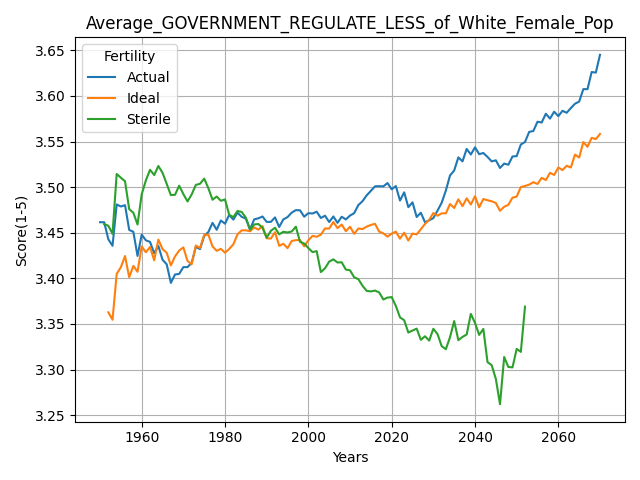 Average_GOVERNMENT_REGULATE_LESS_of_White_Female_Pop
Fertility
Actual
Ideal
Sterile
Score(1-5)
3.65
3.60
3.55
3.50
3.45
3.40
3.35
3.30
3.25
1960 1980 2000 2020 2040 2060
Years